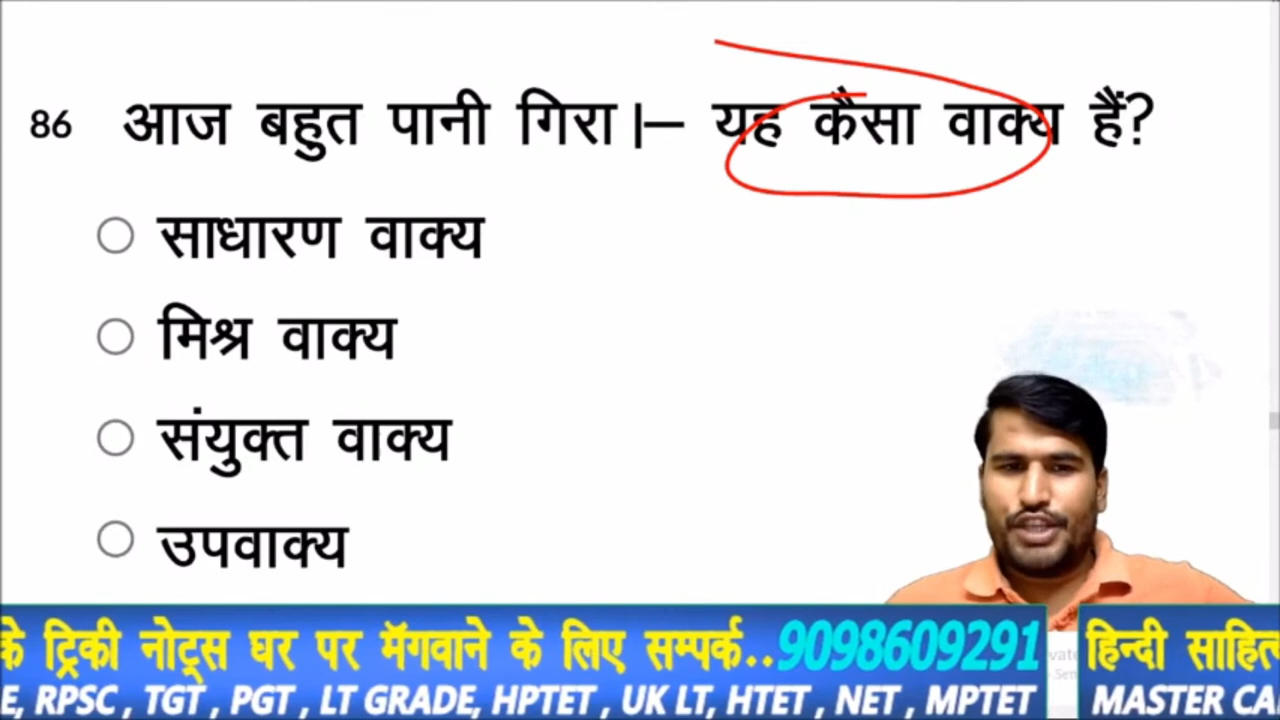 86 आज बहुत पानी गिरा।– यह कैसा वाक्य हैं?
साधारण वाक्य
मिश्र वाक्य
संयुक्त वाक्य
उपवाक्य
के ट्रिकी नोट्स घर पर मॅगवाने के लिए सम्पर्क..9098609291
E, RPSC , TGT , PGT , LT GRADE, HPTET , UK LT, HTET , NET , MPTET
हिन्दी
MASTER